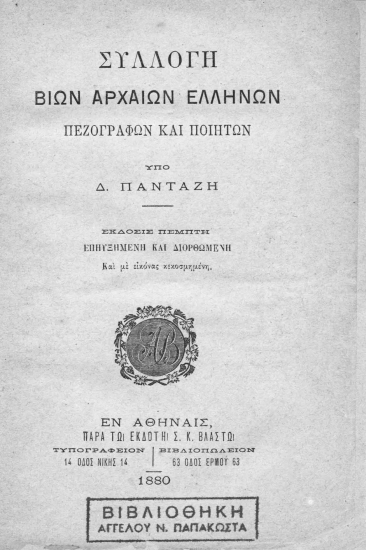 ΣΥΛΛΟΓΗ
ΒΙΩΝ ΑΡΧΑΙΩΝ ΕΛΛΗΝΩΝ
ΠΕΖΟΓΡΑΦΩΝ ΚΑΙ ΠΟΙΗΤΩΝ
ΥΠΟ
Δ. ΠΑΝΤΑΖΗ
ΕΚΔΟΣΙΣ ΠΕΜΠΤΗ
ΕΠΗΥΞΗΜΕΝΗ ΚΑΙ ΔΙΟΡΘΩΜΕΝΗ
Καὶ μὲ εἰκόνας κεκοσμημένη.
ΕΝ ΑΘΗΝΑΙΣ,
ΠΑΡΑ ΤΩΙ ΕΚΔΟΤΗι Σ. Κ. ΒΛΑΣΤΩι
ΤΥΠΟΓΡΑΦΕΙΟΝ | ΒΙΒΛΙΟΠΩΛΕΙΟΝ
14 ΟΔΟΣ ΝΙΚΗΣ 14 | 63 ΟΔΟΣ ΕΡΜΟΥ 63
1880
ΒΙΒΛΙΟΘΗΚΗ
ΑΓΓΕΛΟΥ Ν. ΠΑΠΑΚΩΣΤΑ